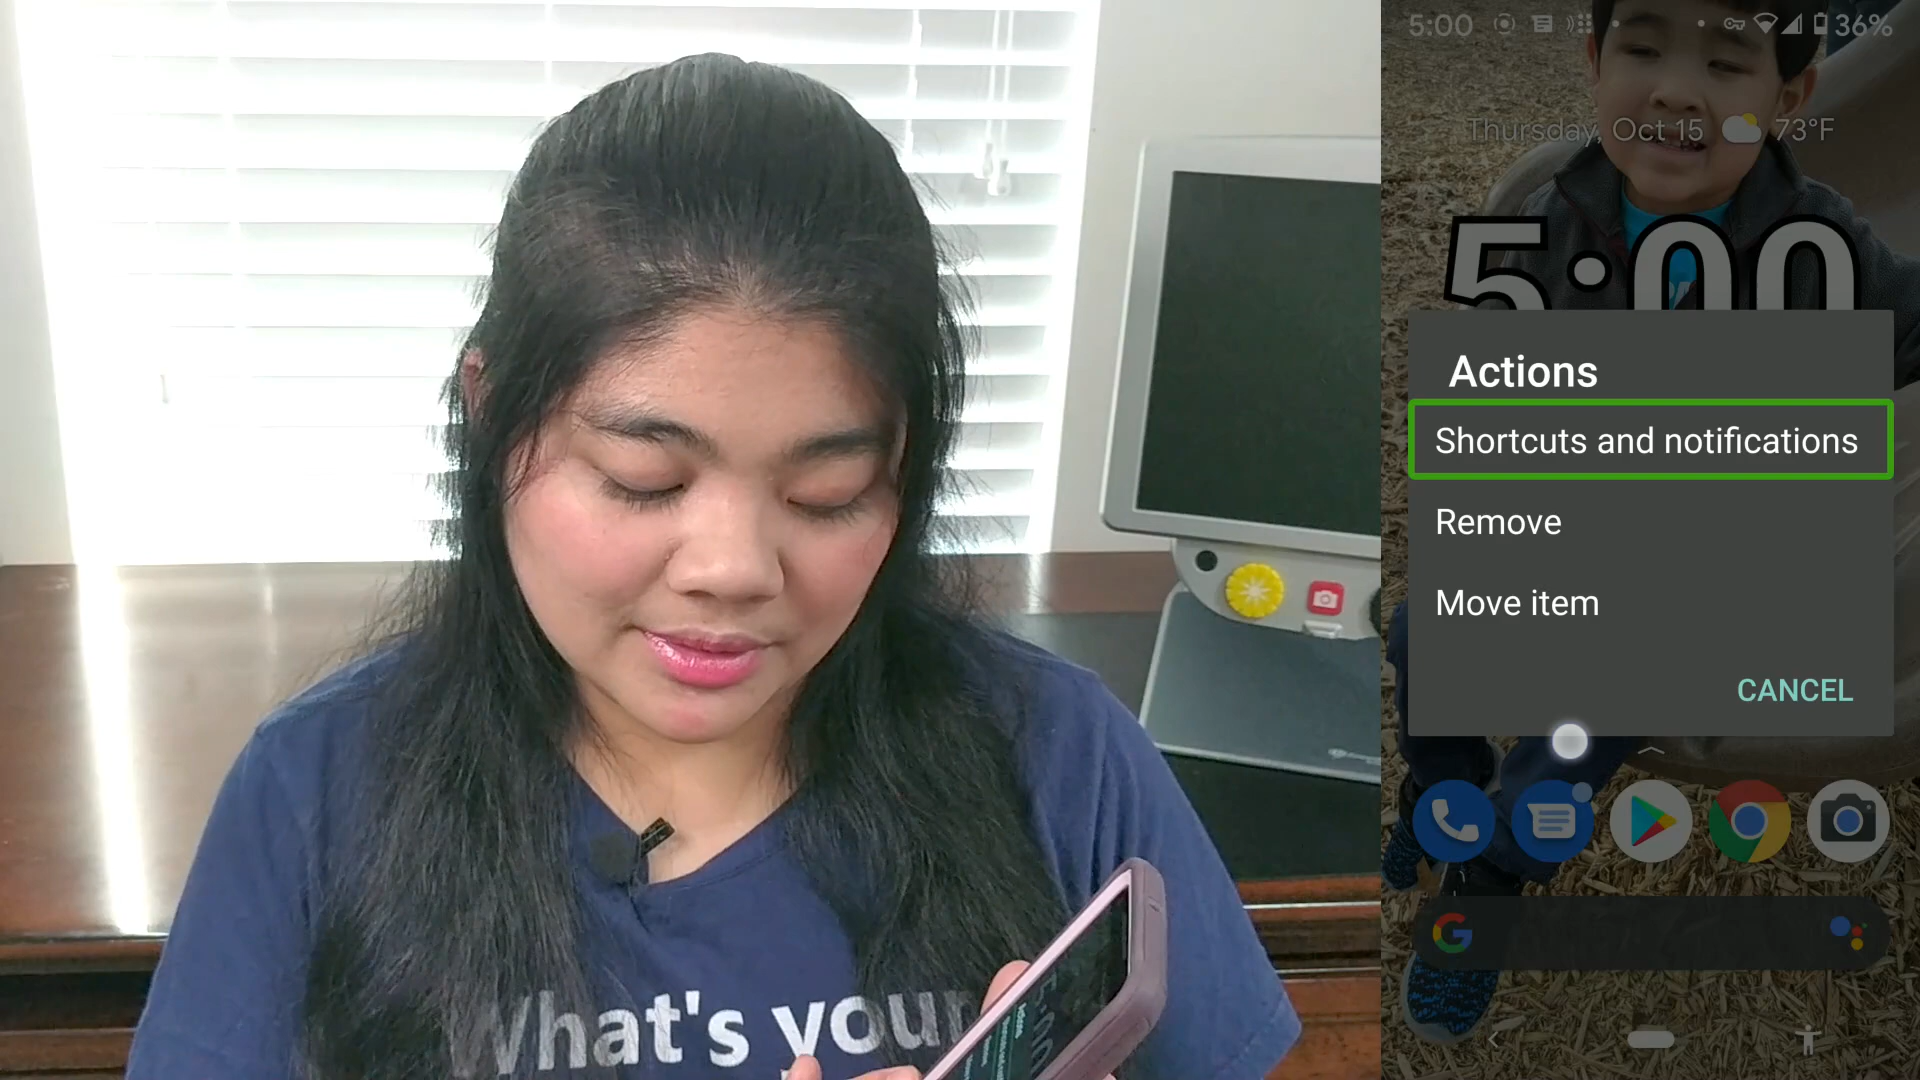 5:00 36%
Thursday, Oct 15 73°F
5:00
Actions
Shortcuts and notifications
Remove
Move item
CANCEL
What's your